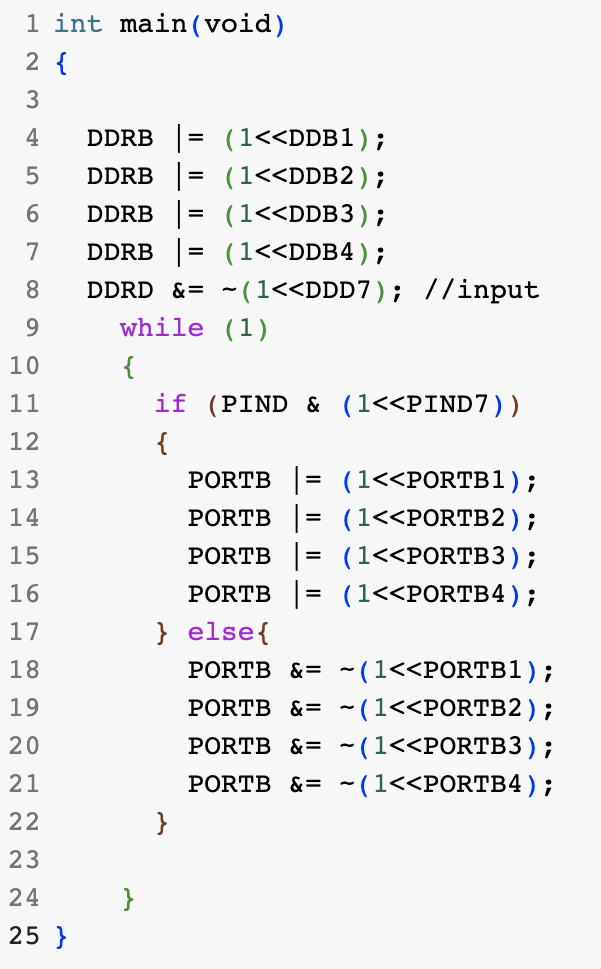 1 int main(void)
2 {
3
4   DDRB |= (1<<DDB1);
5   DDRB |= (1<<DDB2);
6   DDRB |= (1<<DDB3);
7   DDRB |= (1<<DDB4);
8   DDRD &= ~(1<<DDD7); //input
9     while (1)
10     {
11       if (PIND & (1<<PIND7))
12       {
13         PORTB |= (1<<PORTB1);
14         PORTB |= (1<<PORTB2);
15         PORTB |= (1<<PORTB3);
16         PORTB |= (1<<PORTB4);
17       } else{
18         PORTB &= ~(1<<PORTB1);
19         PORTB &= ~(1<<PORTB2);
20         PORTB &= ~(1<<PORTB3);
21         PORTB &= ~(1<<PORTB4);
22       }
23
24     }
25 }